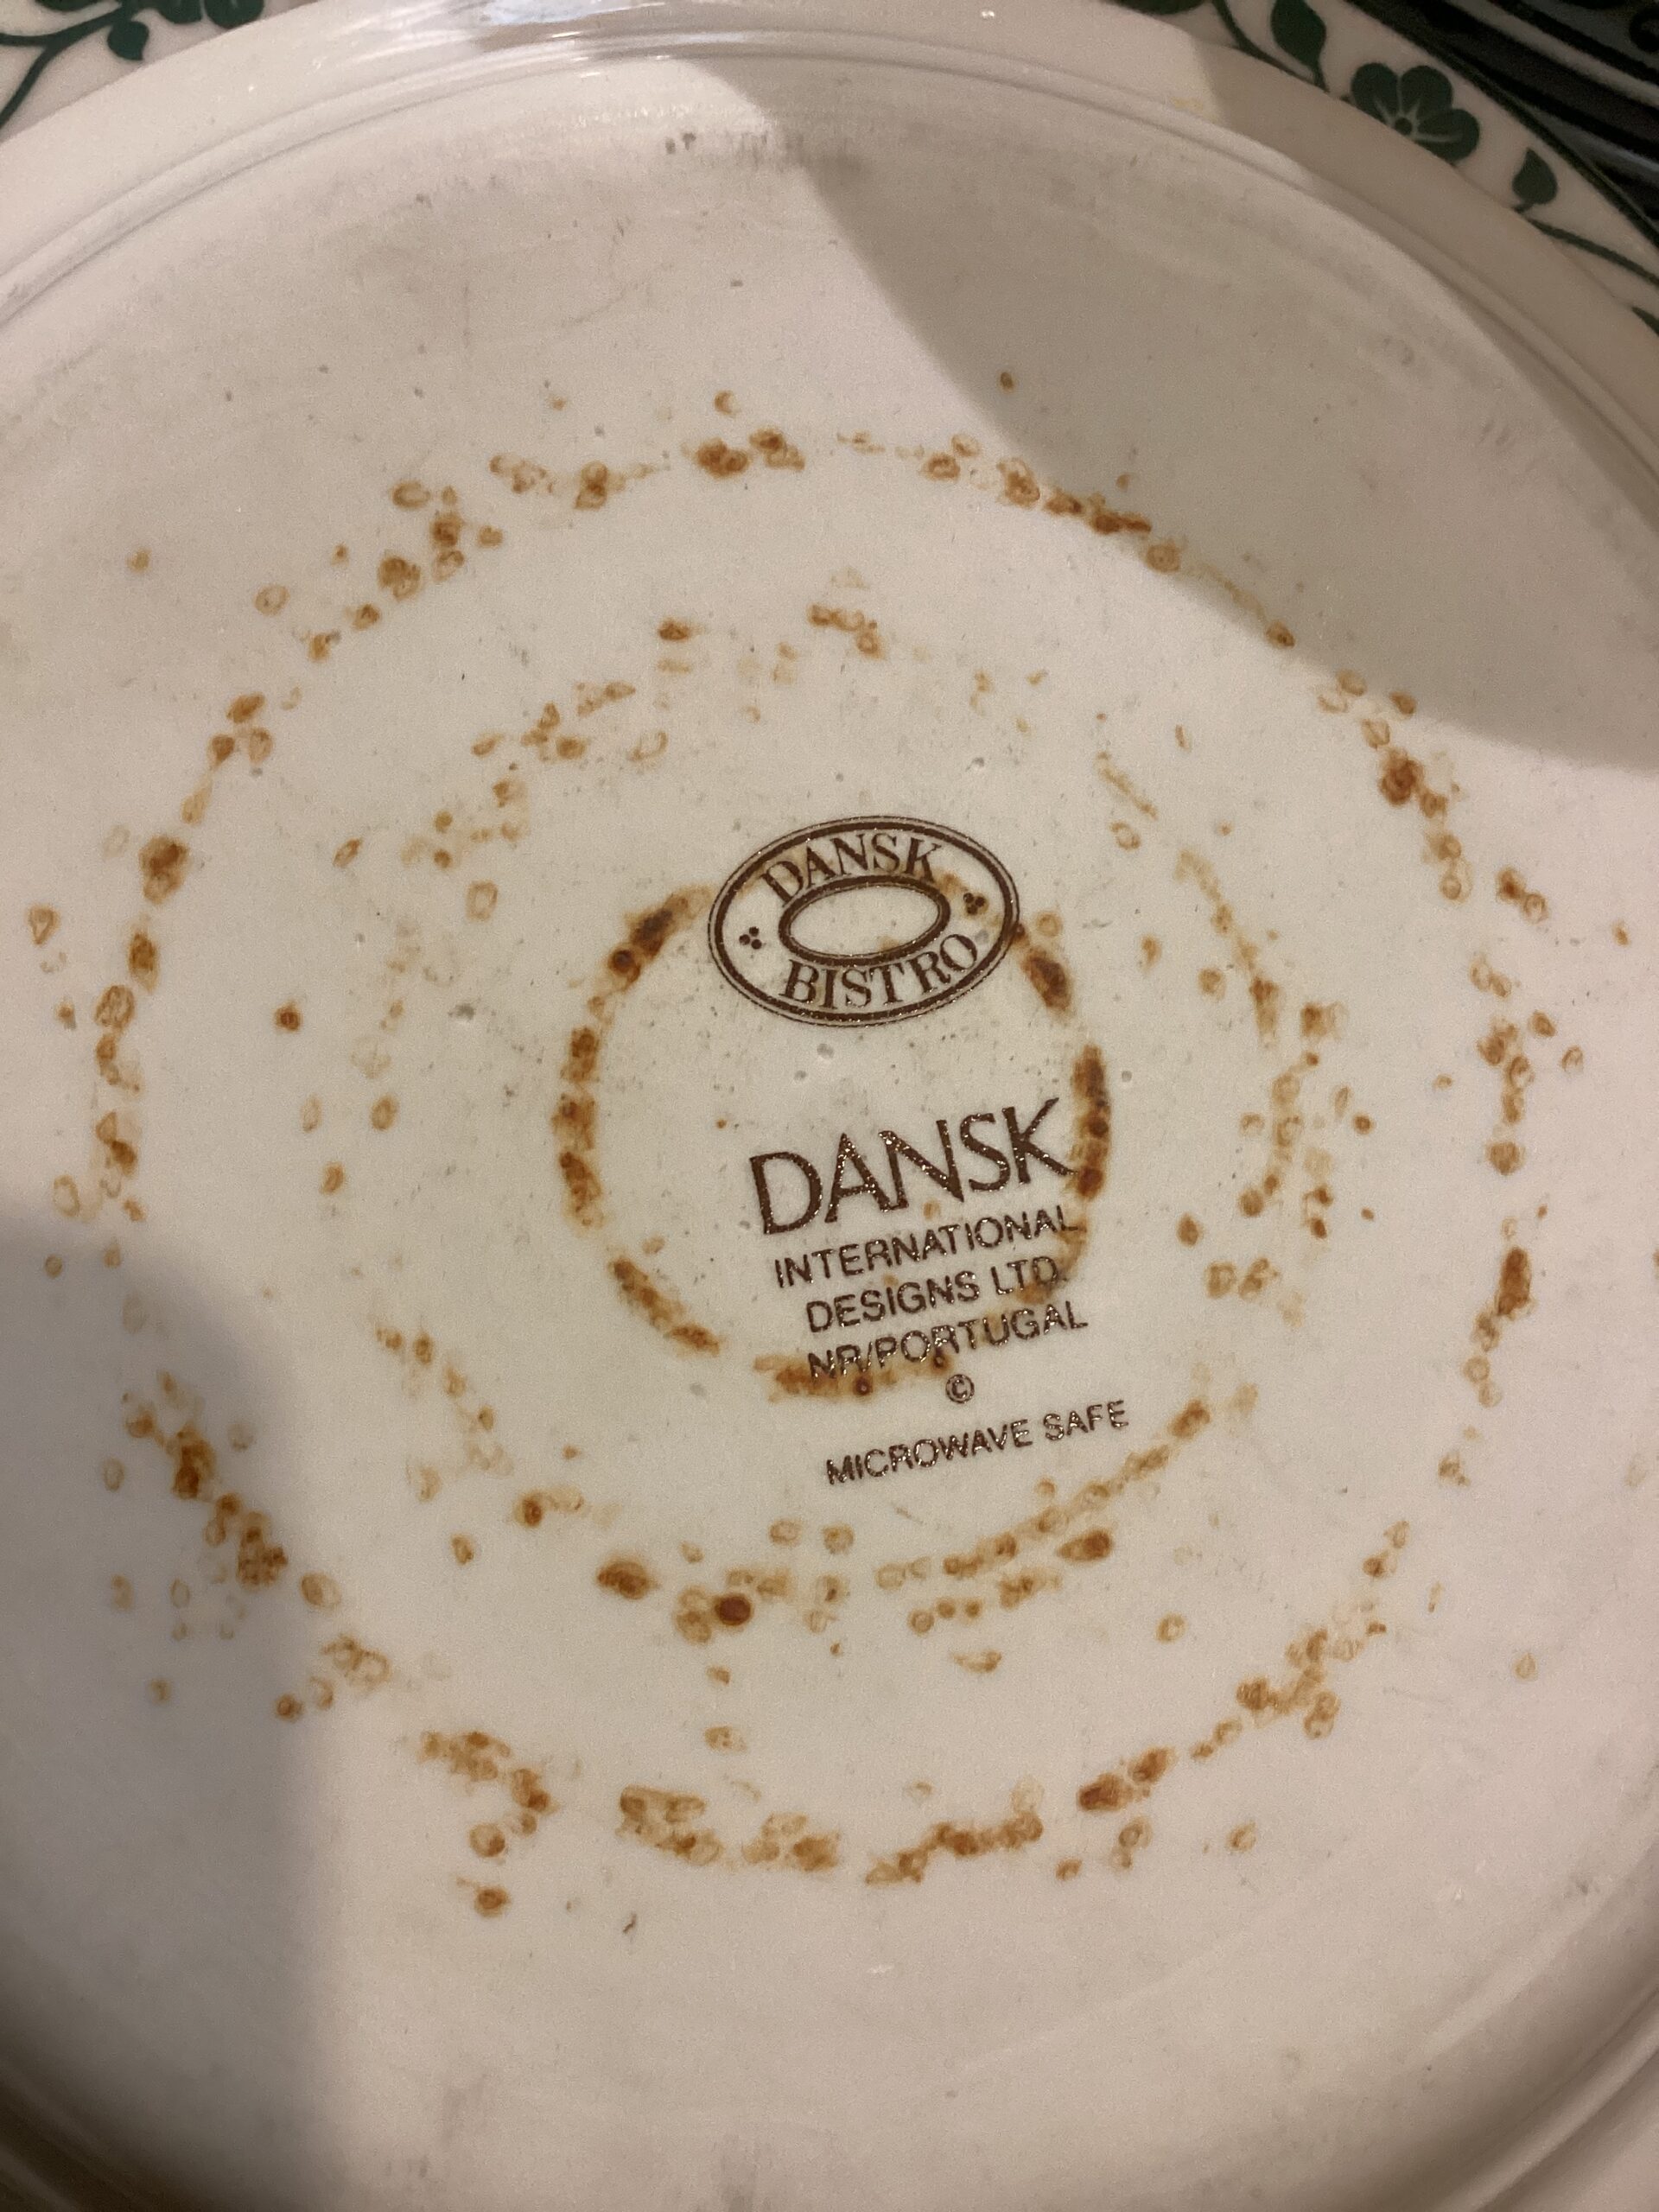 DANSK
BISTRO
DANSK
INTERNATIONAL
DESIGNS LTD.
NR/PORTUGAL
©
MICROWAVE SAFE